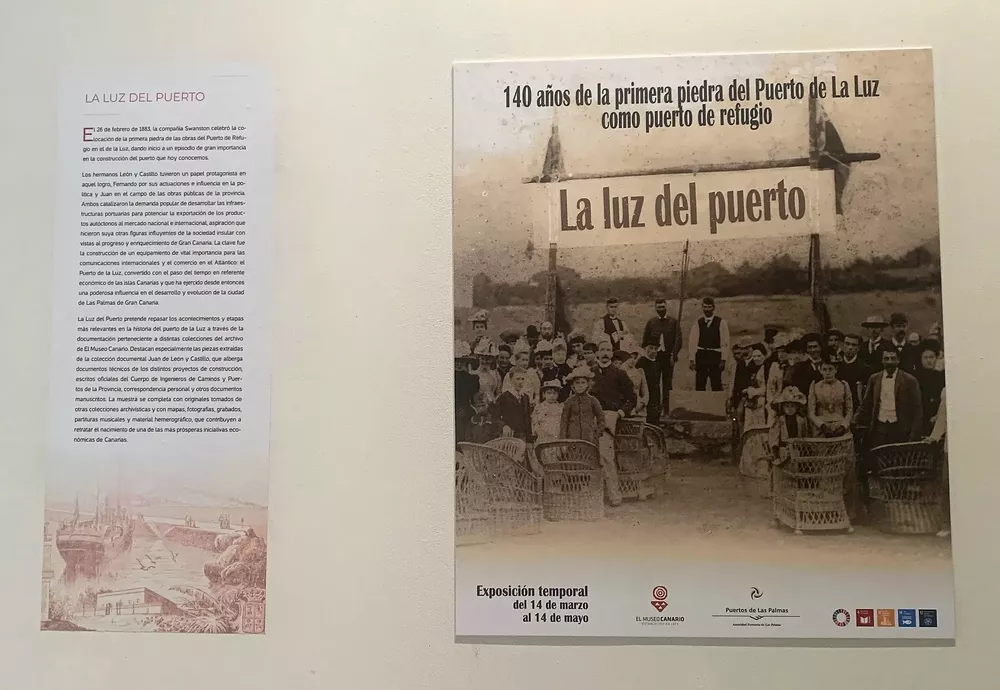 LA LUZ DEL PUERTO
El 26 de febrero de 1883, la compañía Swanston celebró la co-
locación de la primera piedra de las obras del Puerto de Refu-
gio en el de la Luz, dando inicio a un episodio de gran importancia
en la construcción del puerto que hoy conocemos.
Los hermanos León y Castillo tuvieron un papel protagonista en
aquel logro, Fernando por sus actuaciones e influencia en la po-
lítica y Juan en el campo de las obras públicas de la provincia.
Ambos catalizaron la demanda popular de desarrollar las infraes-
tructuras portuarias para potenciar la exportación de los produc-
tos autóctonos al mercado nacional e internacional, aspiración que
hicieron suya otras figuras influyentes de la sociedad insular con
vistas al progreso y enriquecimiento de Gran Canaria. La clave fue
la construcción de un equipamiento de vital importancia para las
comunicaciones internacionales y el comercio en el Atlántico: el
Puerto de la Luz, convertido con el paso del tiempo en referente
económico de las islas Canarias y que ha ejercido desde entonces
una poderosa influencia en el desarrollo y evolución de la ciudad
de Las Palmas de Gran Canaria.
La Luz del Puerto pretende repasar los acontecimientos y etapas
más relevantes en la historia del puerto de la Luz a través de la
documentación perteneciente a distintas colecciones del archivo
de El Museo Canario. Destacan especialmente las piezas extraídas
de la colección documental Juan de León y Castillo, que alberga
documentos técnicos de los distintos proyectos de construcción,
escritos oficiales del Cuerpo de Ingenieros de Caminos y Puer-
tos de la Provincia, correspondencia personal y otros documentos
manuscritos. La muestra se completa con originales tomados de
otras colecciones archivísticas y con mapas, fotografías, grabados,
partituras musicales y material hemerográfico, que contribuyen a
retratar el nacimiento de una de las más prósperas iniciativas eco-
nómicas de Canarias.
140 años de la primera piedra del Puerto de La Luz
como puerto de refugio
La luz del puerto
Exposición temporal
del 14 de marzo
al 14 de mayo
EL MUSEO CANARIO
Puertos de Las Palmas
Autoridad Portuaria de Las Palmas